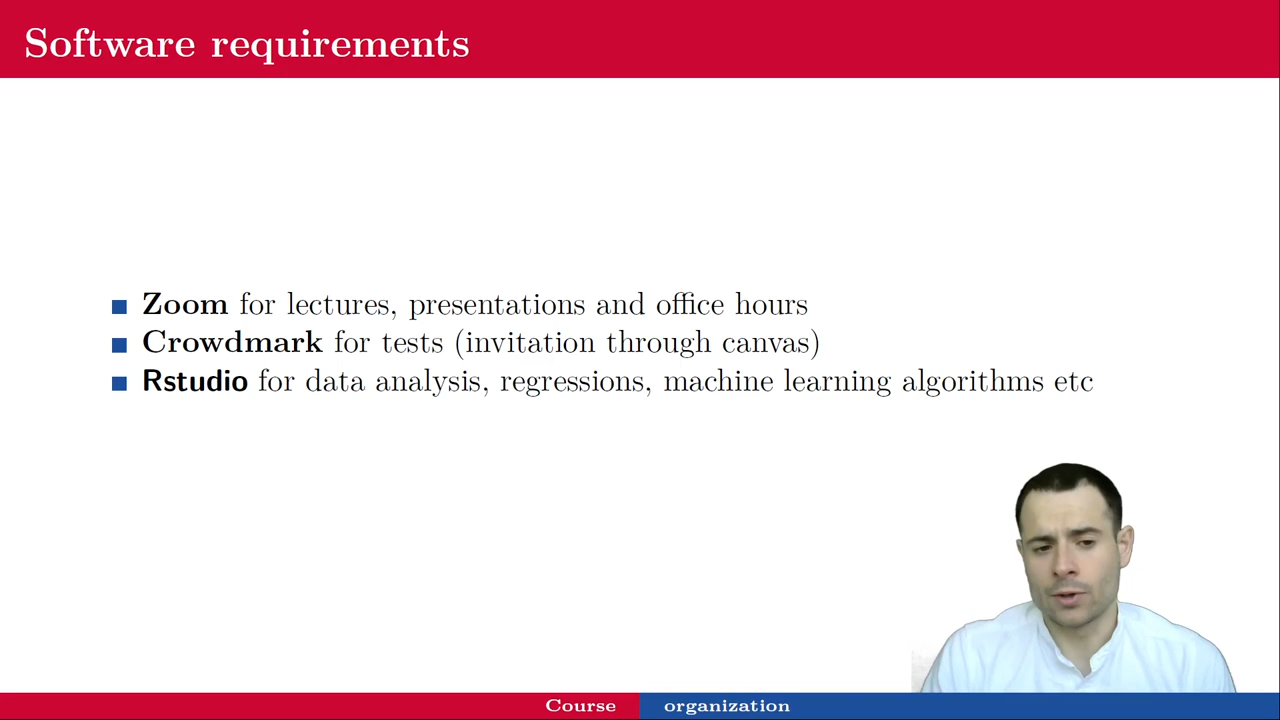 Software requirements
Zoom for lectures, presentations and office hours
Crowdmark for tests (invitation through canvas)
Rstudio for data analysis, regressions, machine learning algorithms etc
Course organization